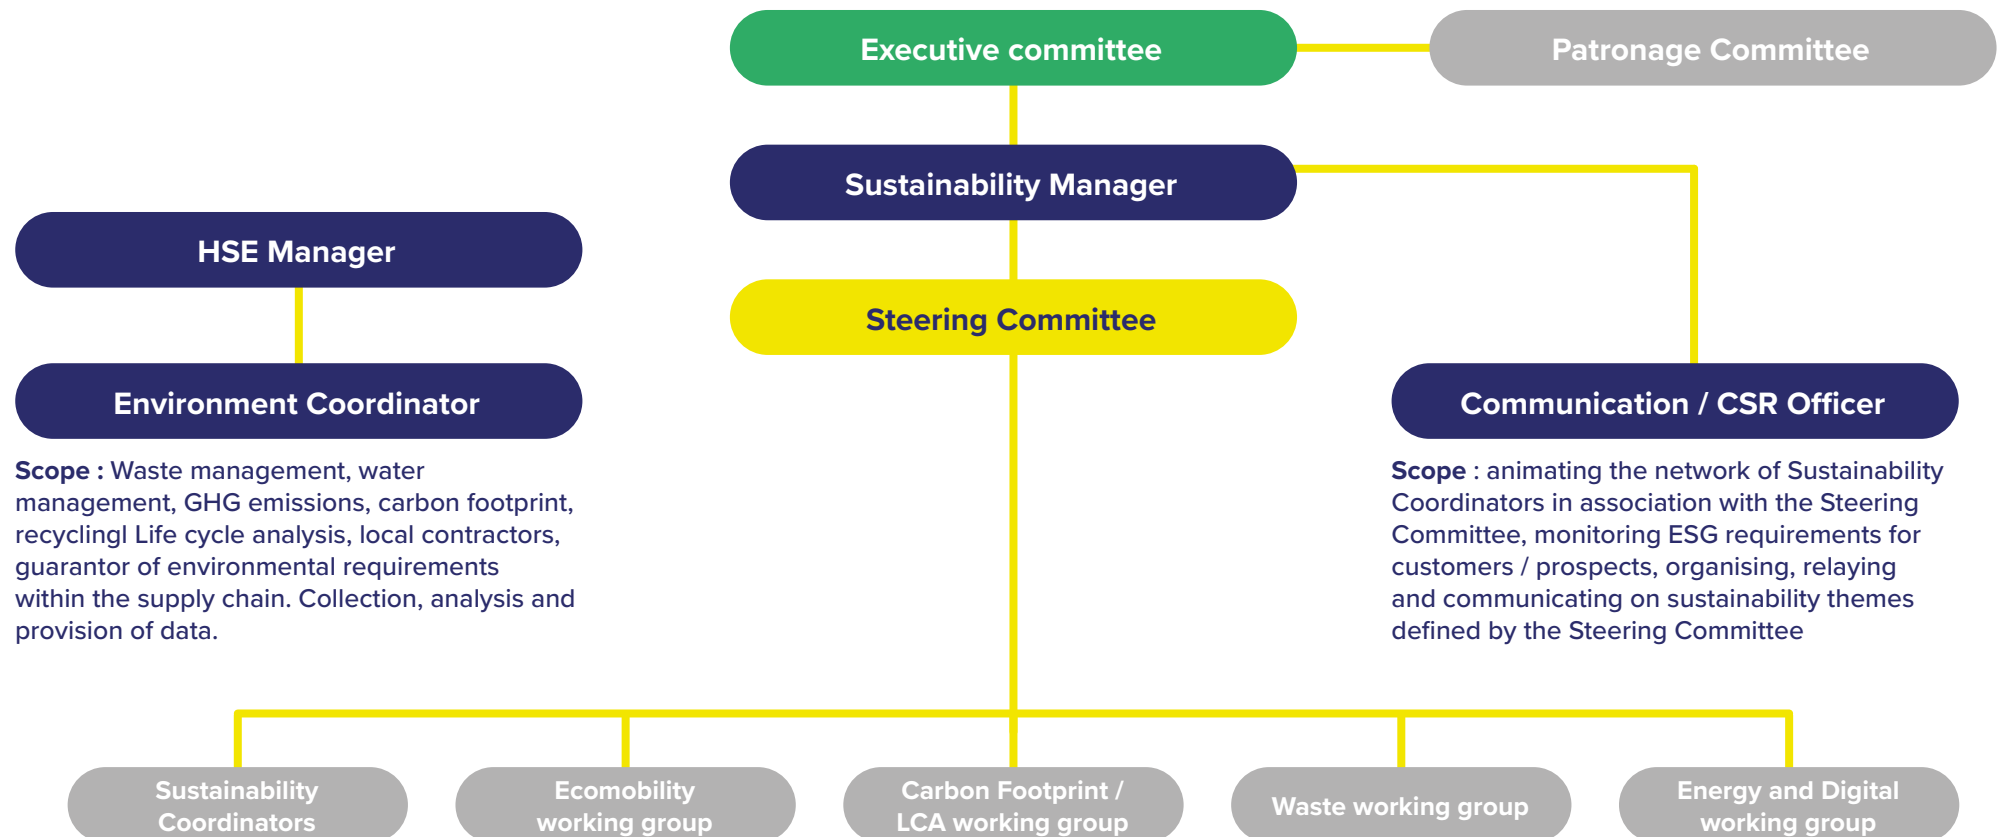 Executive committee
Patronage Committee
Sustainability Manager
HSE Manager
Steering Committee
Environment Coordinator
Communication / CSR Officer
Scope : Waste management, water
management, GHG emissions, carbon footprint,
recyclingl Life cycle analysis, local contractors,
guarantor of environmental requirements
within the supply chain. Collection, analysis and
provision of data.
Scope : animating the network of Sustainability
Coordinators in association with the Steering
Committee, monitoring ESG requirements for
customers / prospects, organising, relaying
and communicating on sustainability themes
defined by the Steering Committee
Sustainability
Coordinators
Ecomobility
working group
Carbon Footprint /
LCA working group
Waste working group
Energy and Digital
working group